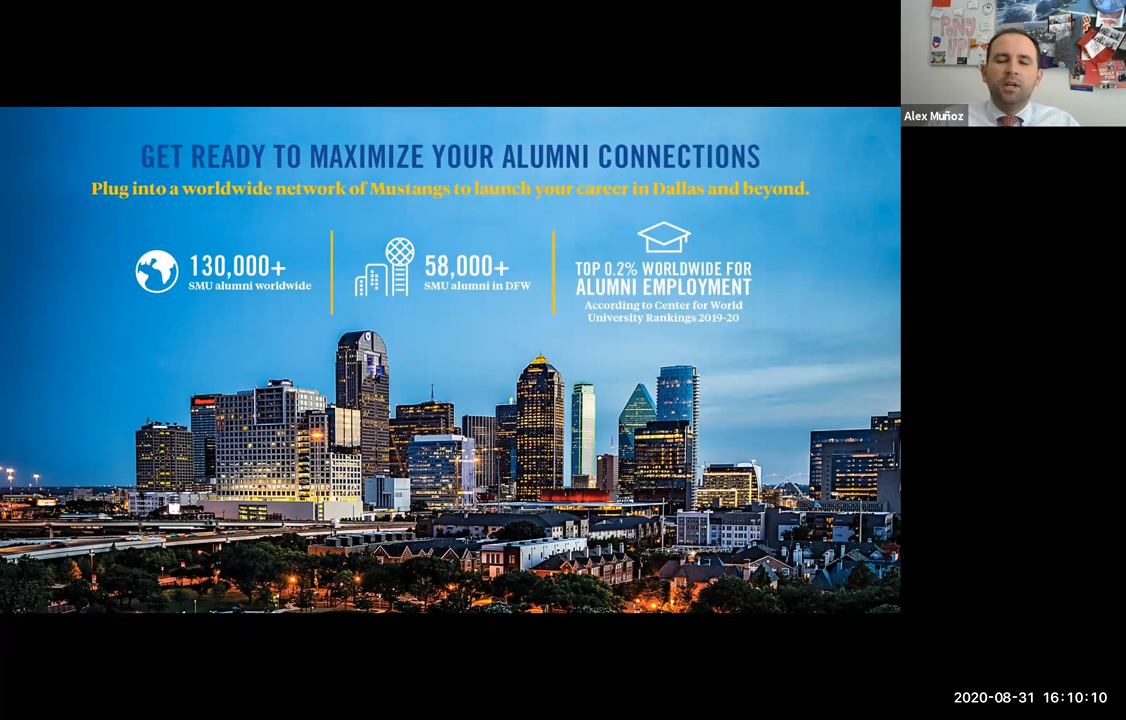 PONY
UP
Alex Muñoz
GET READY TO MAXIMIZE YOUR ALUMNI CONNECTIONS
Plug into a worldwide network of Mustangs to launch your career in Dallas and beyond.
130,000+
SMU alumni worldwide
58,000+
SMU alumni in DFW
TOP 0.2% WORLDWIDE FOR
ALUMNI EMPLOYMENT
According to Center for World
University Rankings 2019-20
2020-08-31 16:10:10